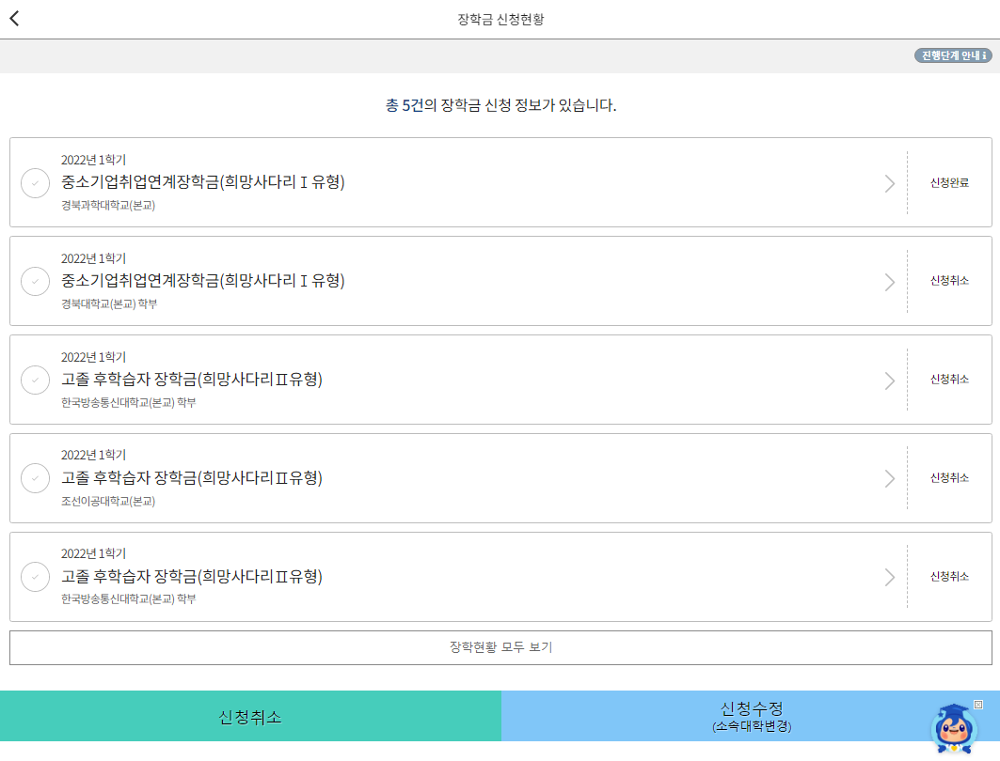 장학금 신청현황
진행단계 안내 i
총 5건의 장학금 신청 정보가 있습니다.
2022년 1학기
중소기업취업연계장학금(희망사다리Ⅰ유형)
경북과학대학교(본교)
신청완료
2022년 1학기
중소기업취업연계장학금(희망사다리Ⅰ유형)
경북대학교(본교) 학부
신청취소
2022년 1학기
고졸 후학습자 장학금(희망사다리Ⅱ유형)
한국방송통신대학교(본교) 학부
신청취소
2022년 1학기
고졸 후학습자 장학금(희망사다리Ⅱ유형)
조선이공대학교(본교)
신청취소
2022년 1학기
고졸 후학습자 장학금(희망사다리Ⅱ유형)
한국방송통신대학교(본교) 학부
신청취소
장학현황 모두 보기
신청취소
신청수정
(소속대학변경)